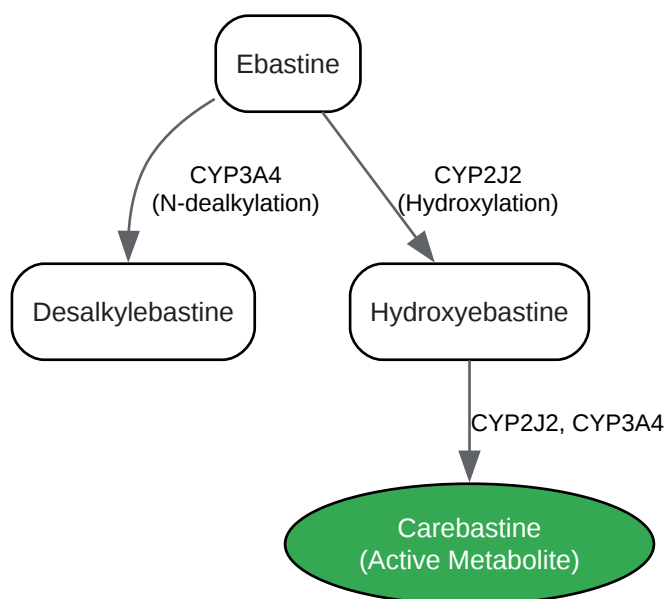 Ebastine
CYP3A4
(N-dealkylation)
CYP2J2
(Hydroxylation)
Desalkylebastine
Hydroxyebastine
CYP2J2, CYP3A4
Carebastine
(Active Metabolite)